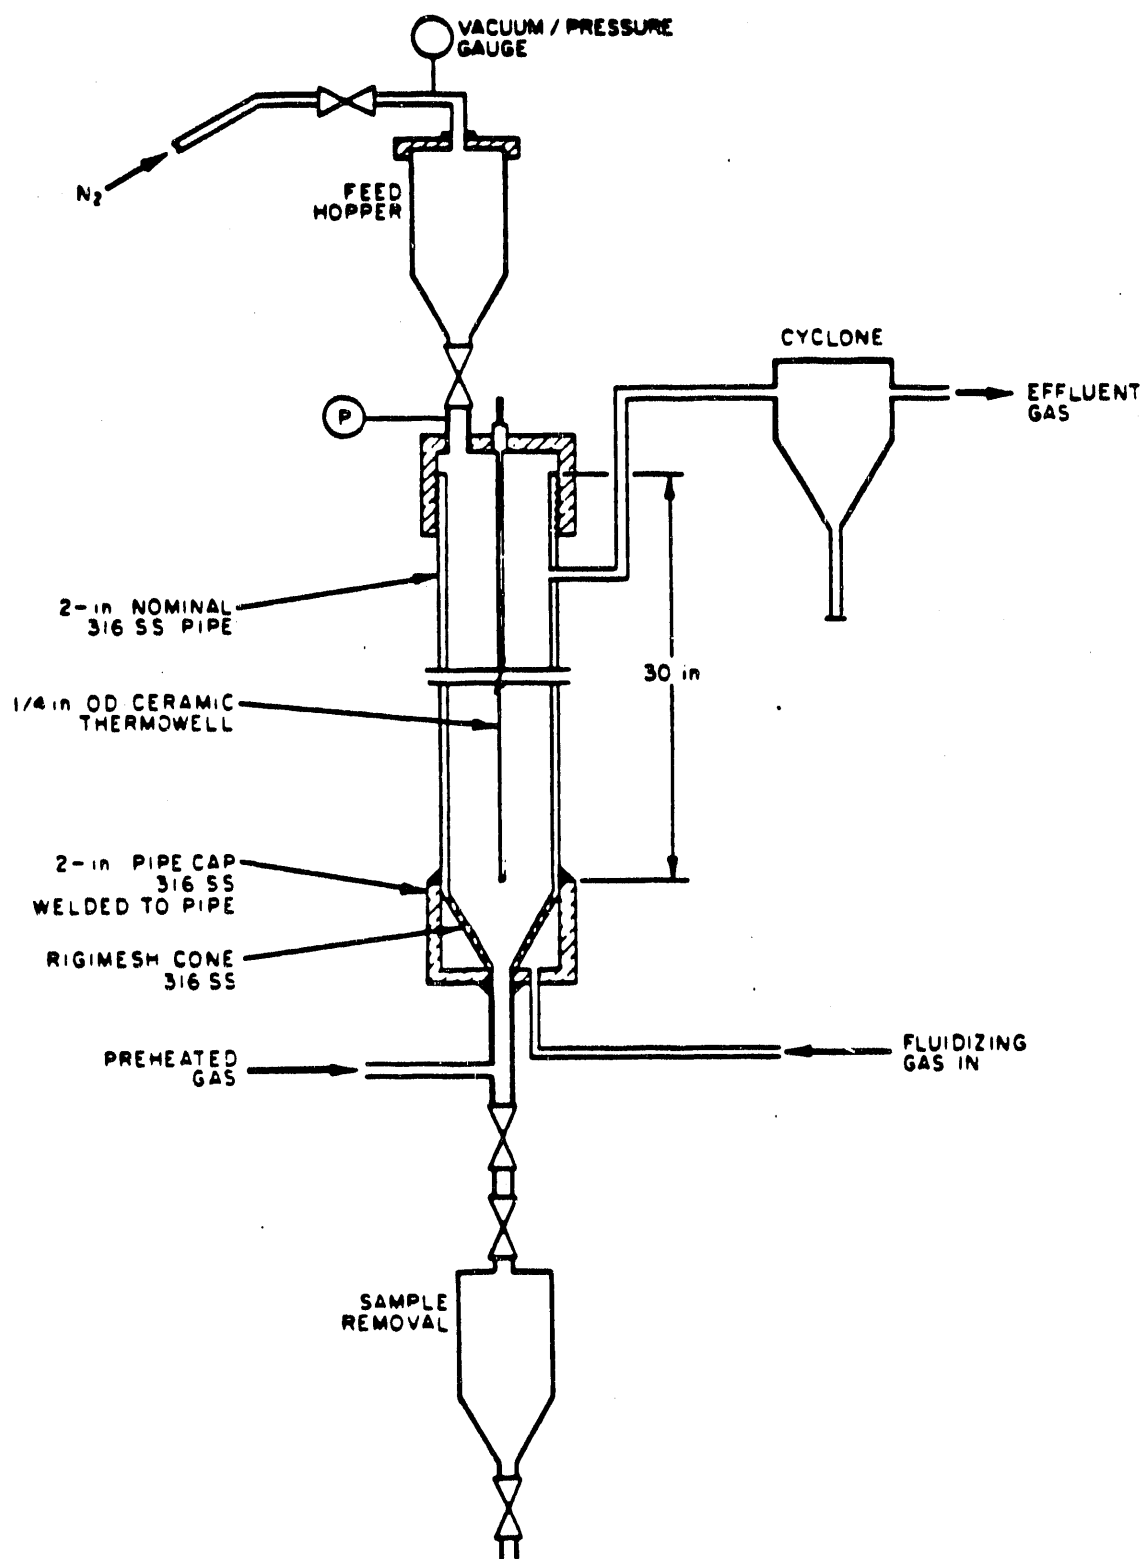 VACUUM / PRESSURE
GAUGE
N2
FEED
HOPPER
CYCLONE
EFFLUENT
GAS
P
2-in NOMINAL
316 SS PIPE
30 in
1/4 in OD CERAMIC
THERMOWELL
2-in PIPE CAP
316 SS
WELDED TO PIPE
RIGIMESH CONE
316 SS
PREHEATED
GAS
FLUIDIZING
GAS IN
SAMPLE
REMOVAL